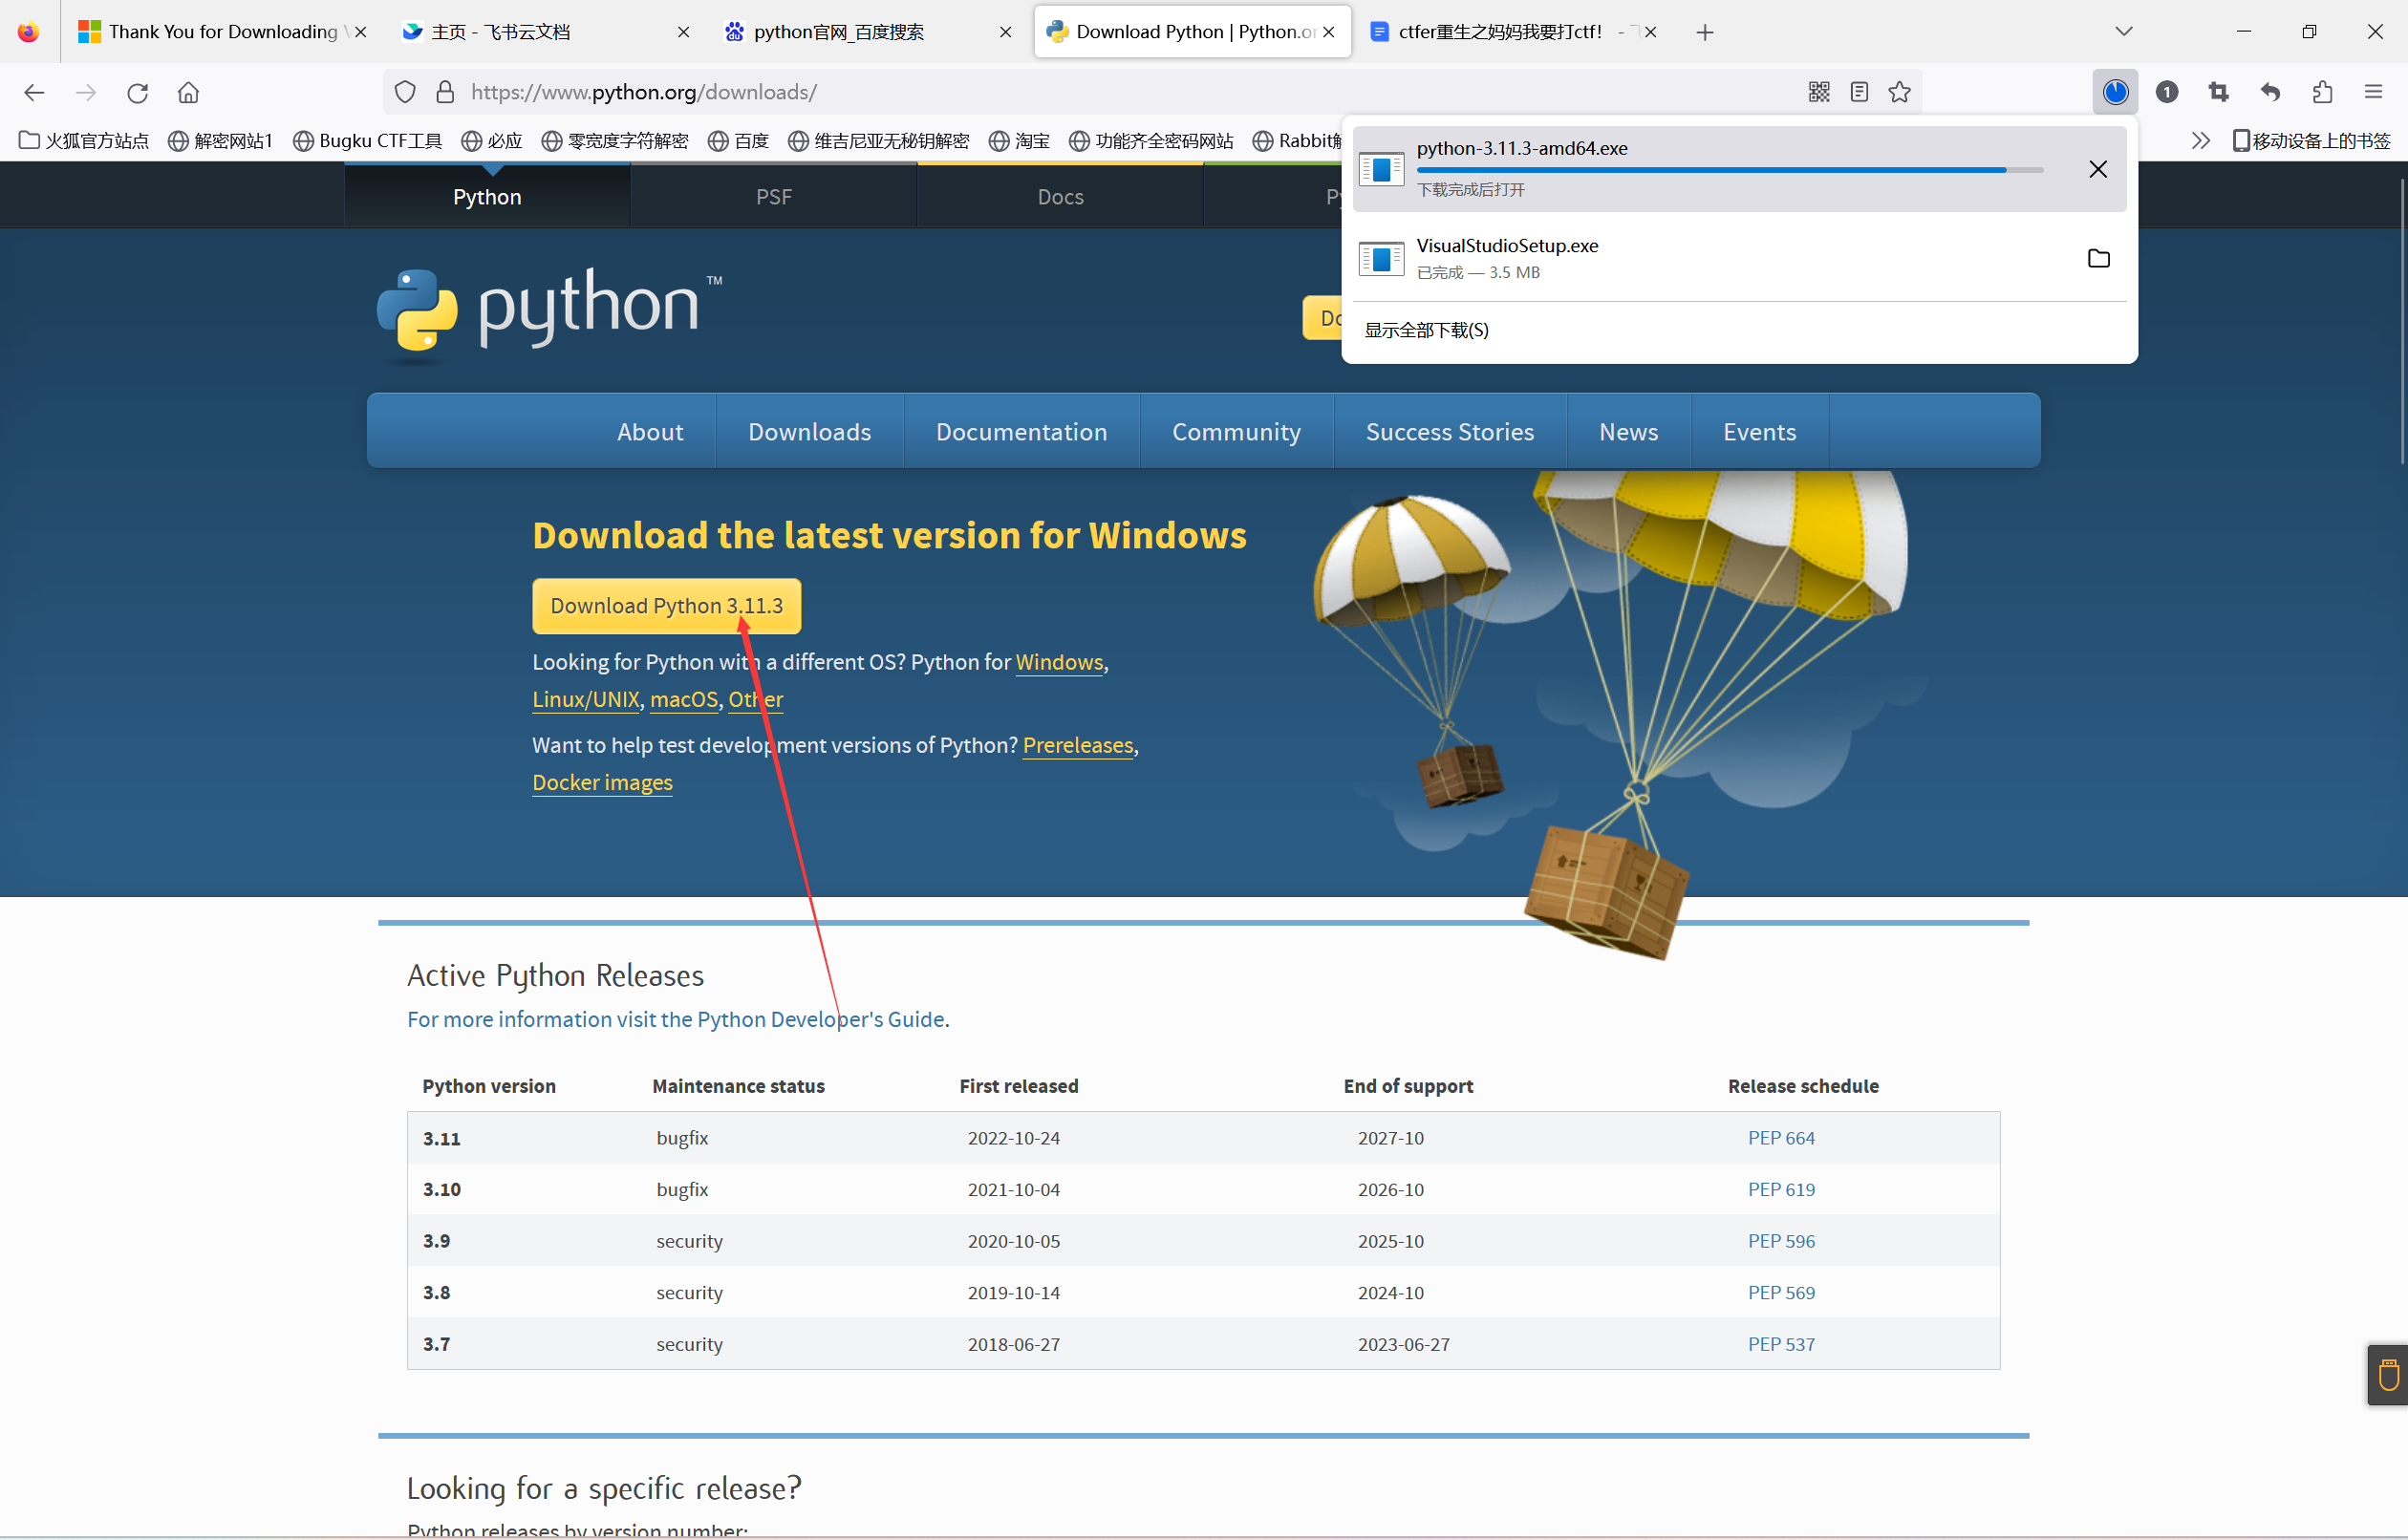 Thank You for Downloading
主页 - 飞书云文档
python官网_百度搜索
Download Python | Python.or
ctfer重生之妈妈我要打ctf！ -
https://www.python.org/downloads/
1
火狐官方站点
解密网站1
Bugku CTF工具
必应
零宽度字符解密
百度
维吉尼亚无秘钥解密
淘宝
功能齐全密码网站
Rabbit
移动设备上的书签
python-3.11.3-amd64.exe
下载完成后打开
VisualStudioSetup.exe
已完成 — 3.5 MB
显示全部下载(S)
Python
PSF
Docs
Py
python™
Do
About
Downloads
Documentation
Community
Success Stories
News
Events
Download the latest version for Windows
Download Python 3.11.3
Looking for Python with a different OS? Python for Windows,
Linux/UNIX, macOS, Other
Want to help test development versions of Python? Prereleases,
Docker images
Active Python Releases
For more information visit the Python Developer's Guide.
Python version Maintenance status First released End of support Release schedule
3.11 bugfix 2022-10-24 2027-10 PEP 664
3.10 bugfix 2021-10-04 2026-10 PEP 619
3.9 security 2020-10-05 2025-10 PEP 596
3.8 security 2019-10-14 2024-10 PEP 569
3.7 security 2018-06-27 2023-06-27 PEP 537
Looking for a specific release?
Python releases by version number: